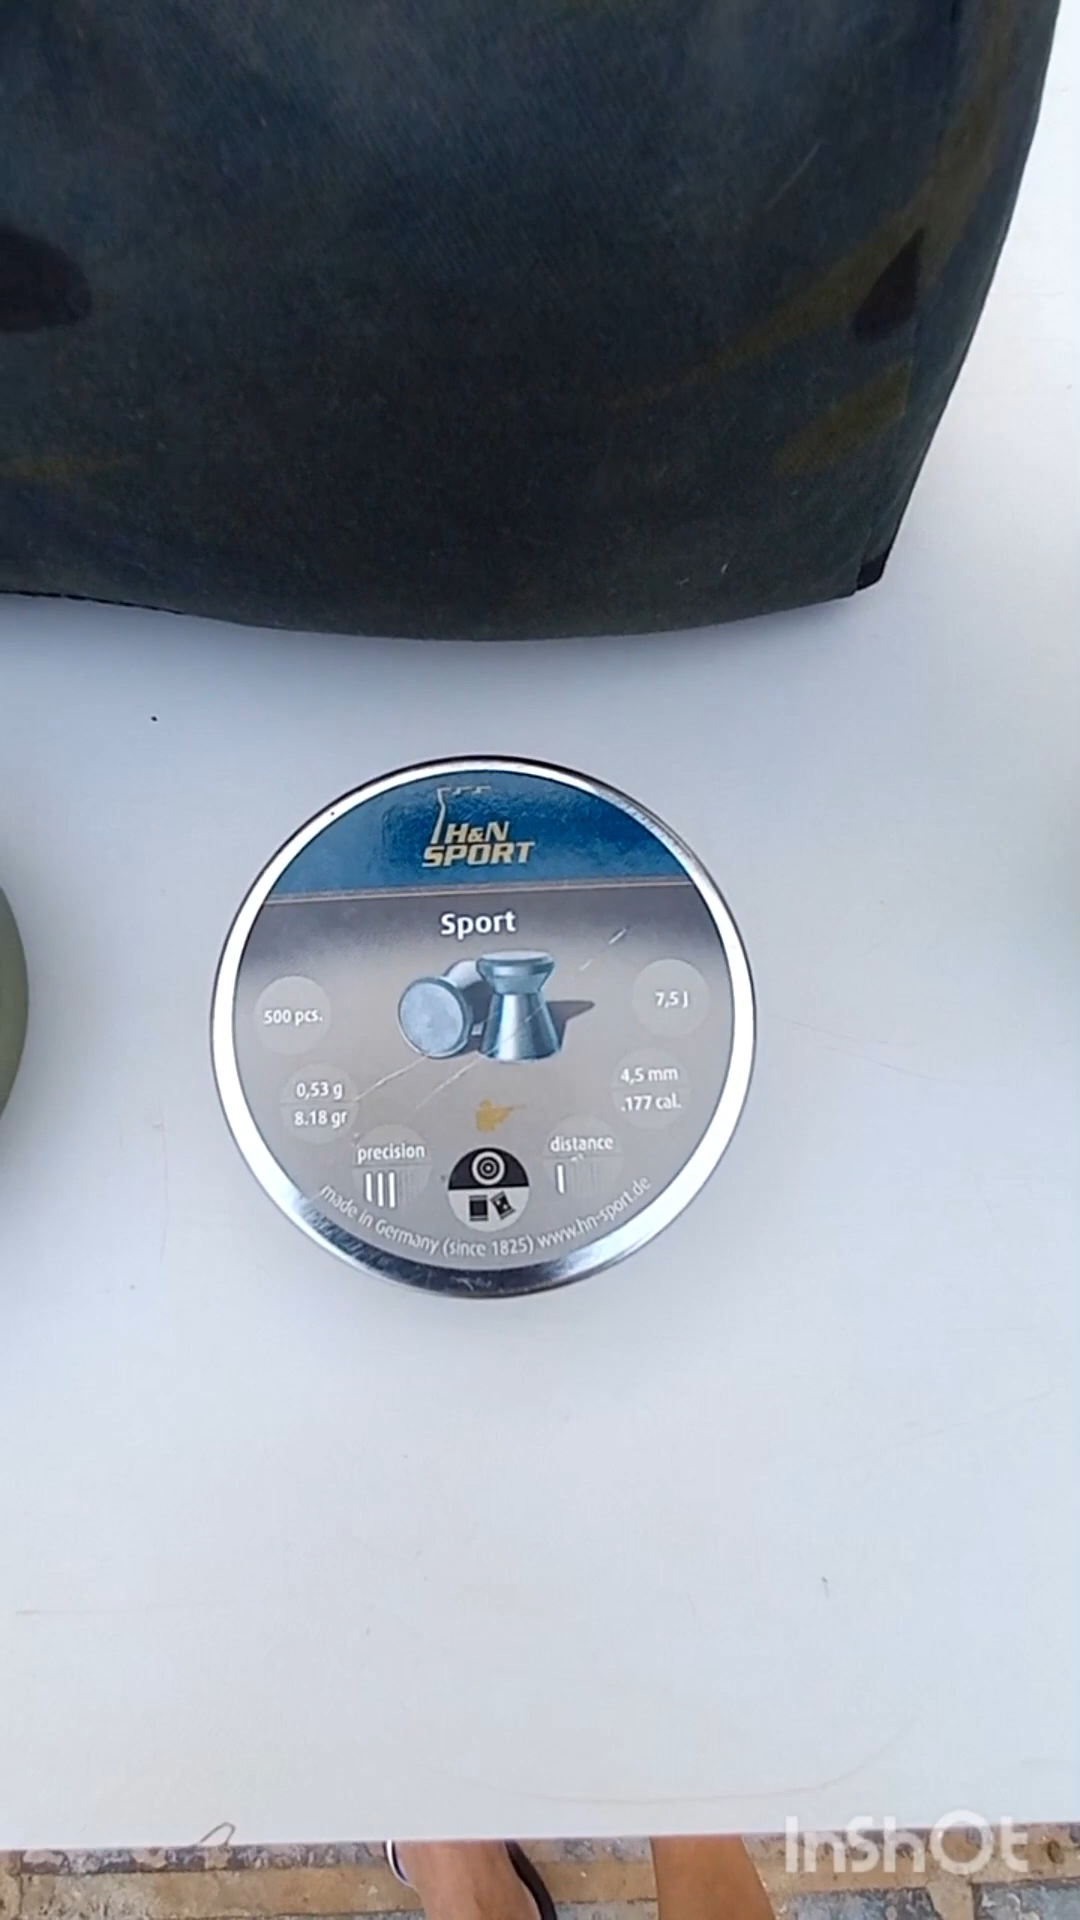 H&N
SPORT
Sport
500 pcs.
7,5 J
0,53 g
8.18 gr
4,5 mm
.177 cal.
precision
distance
made in Germany (since 1825) www.hn-sport.de
InShOt